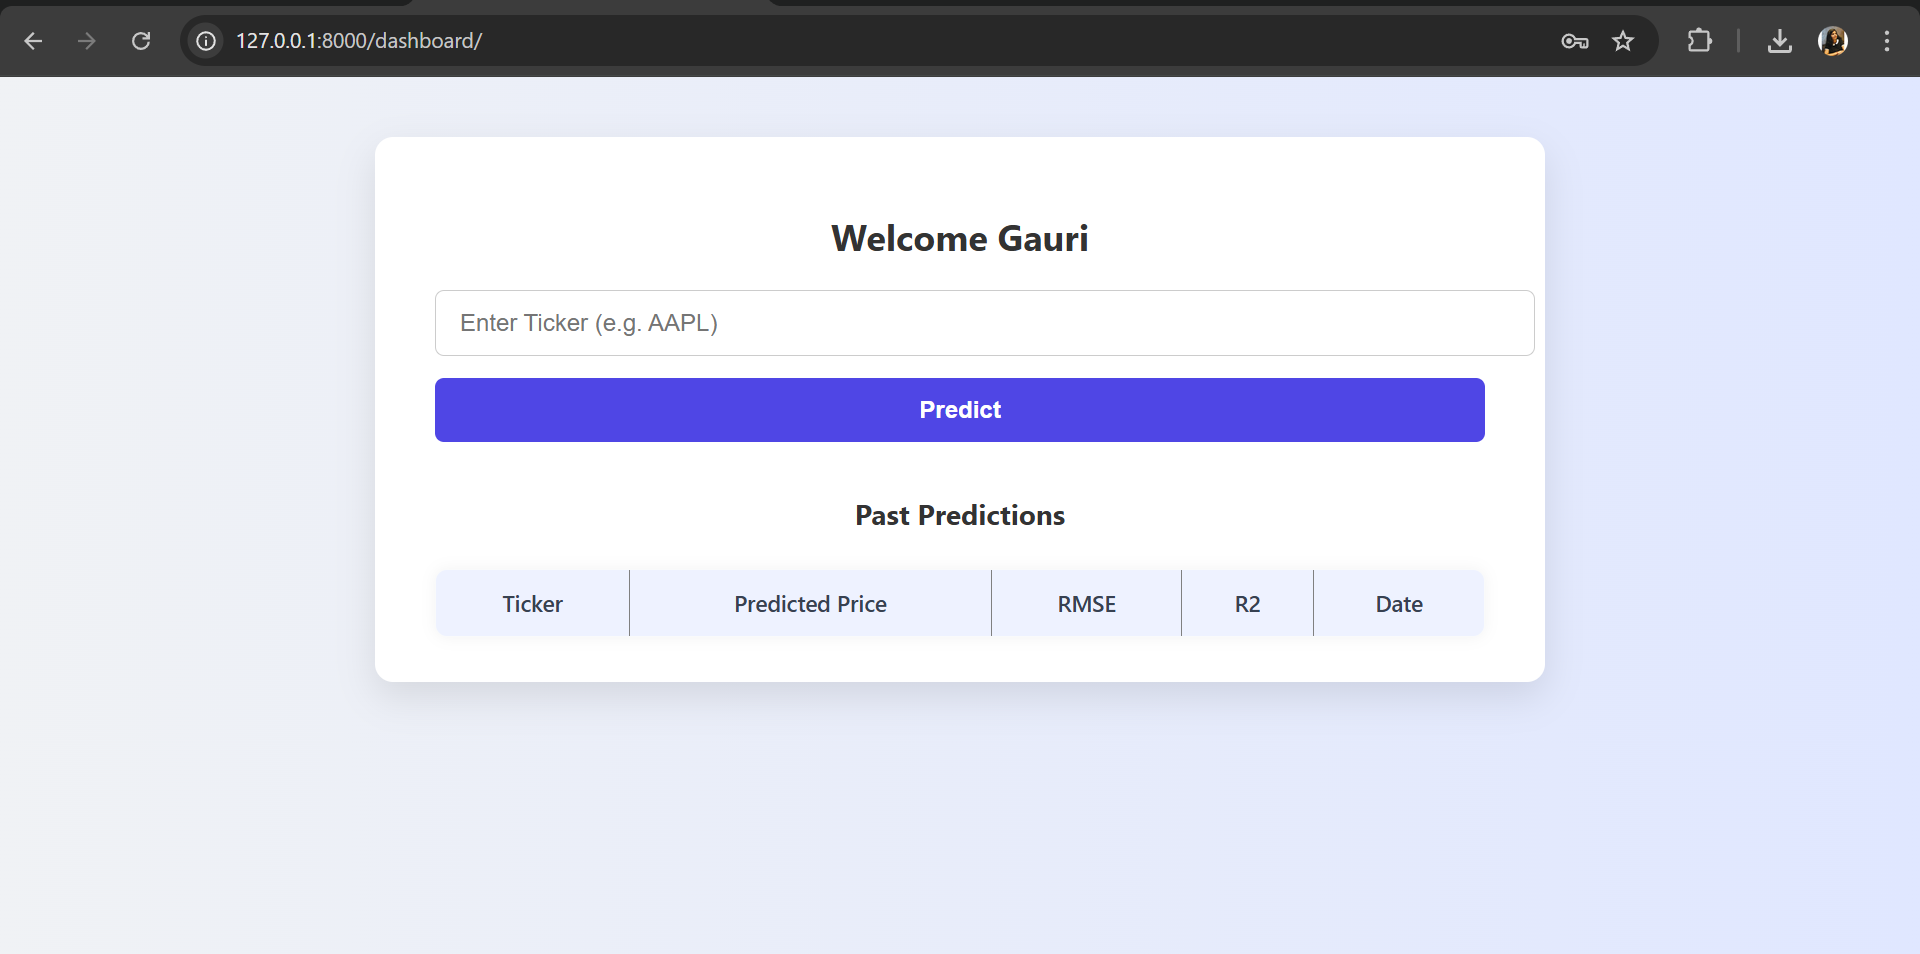 127.0.0.1:8000/dashboard/
Welcome Gauri
Enter Ticker (e.g. AAPL)
Predict
Past Predictions
Ticker Predicted Price RMSE R2 Date